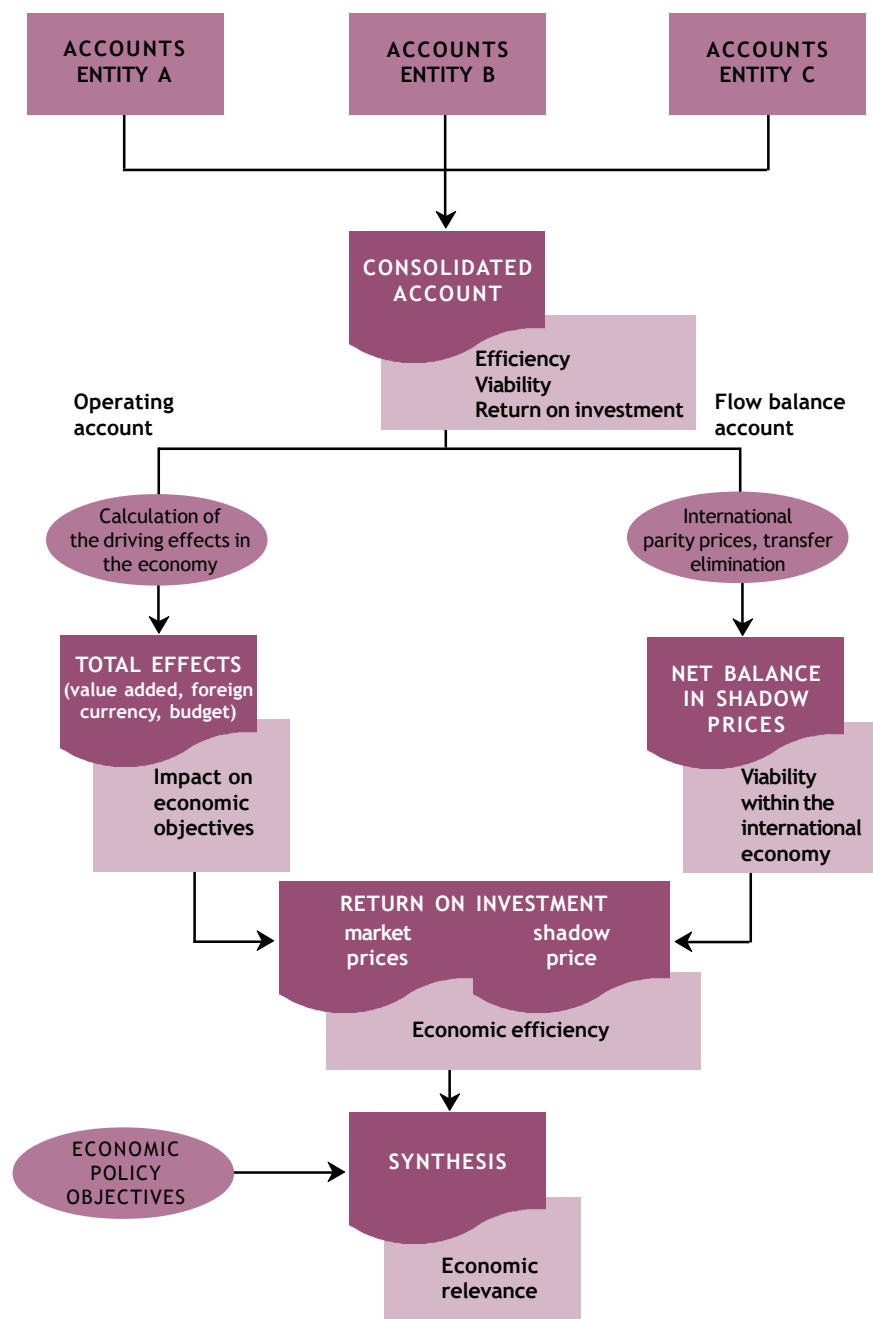 ACCOUNTS
ENTITY A
ACCOUNTS
ENTITY B
ACCOUNTS
ENTITY C
CONSOLIDATED
ACCOUNT
Efficiency
Viability
Return on investment
Operating
account
Flow balance
account
Calculation of
the driving effects in
the economy
International
parity prices, transfer
elimination
TOTAL EFFECTS
(value added, foreign
currency, budget)
Impact on
economic
objectives
NET BALANCE
IN SHADOW
PRICES
Viability
within the
international
economy
RETURN ON INVESTMENT
market
prices
shadow
price
Economic efficiency
ECONOMIC
POLICY
OBJECTIVES
SYNTHESIS
Economic
relevance